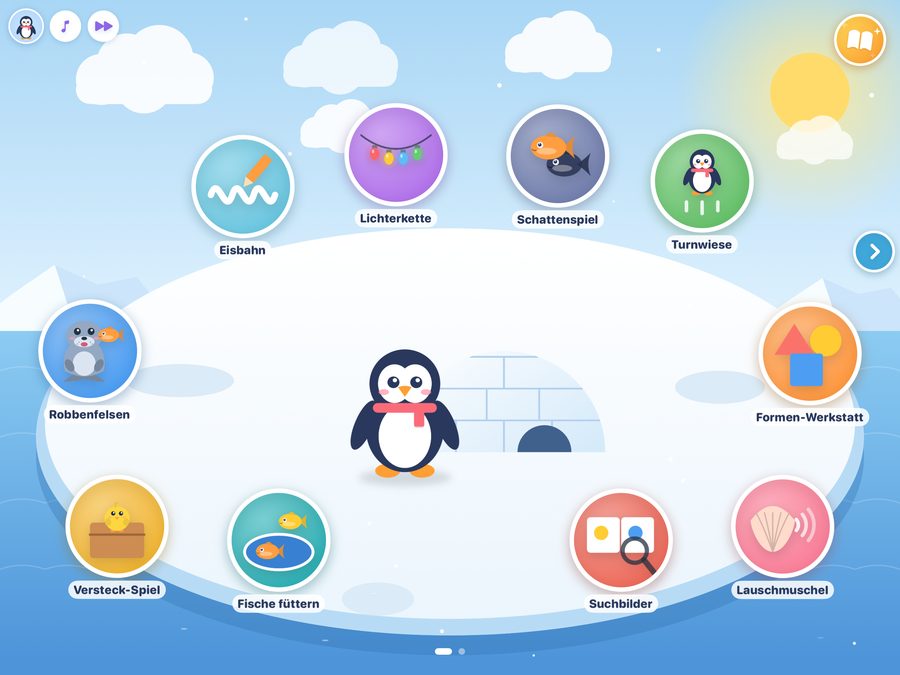 Eisbahn
Lichterkette
Schattenspiel
Turnwiese
Robbenfelsen
Formen-Werkstatt
Versteck-Spiel
Fische füttern
Suchbilder
Lauschmuschel